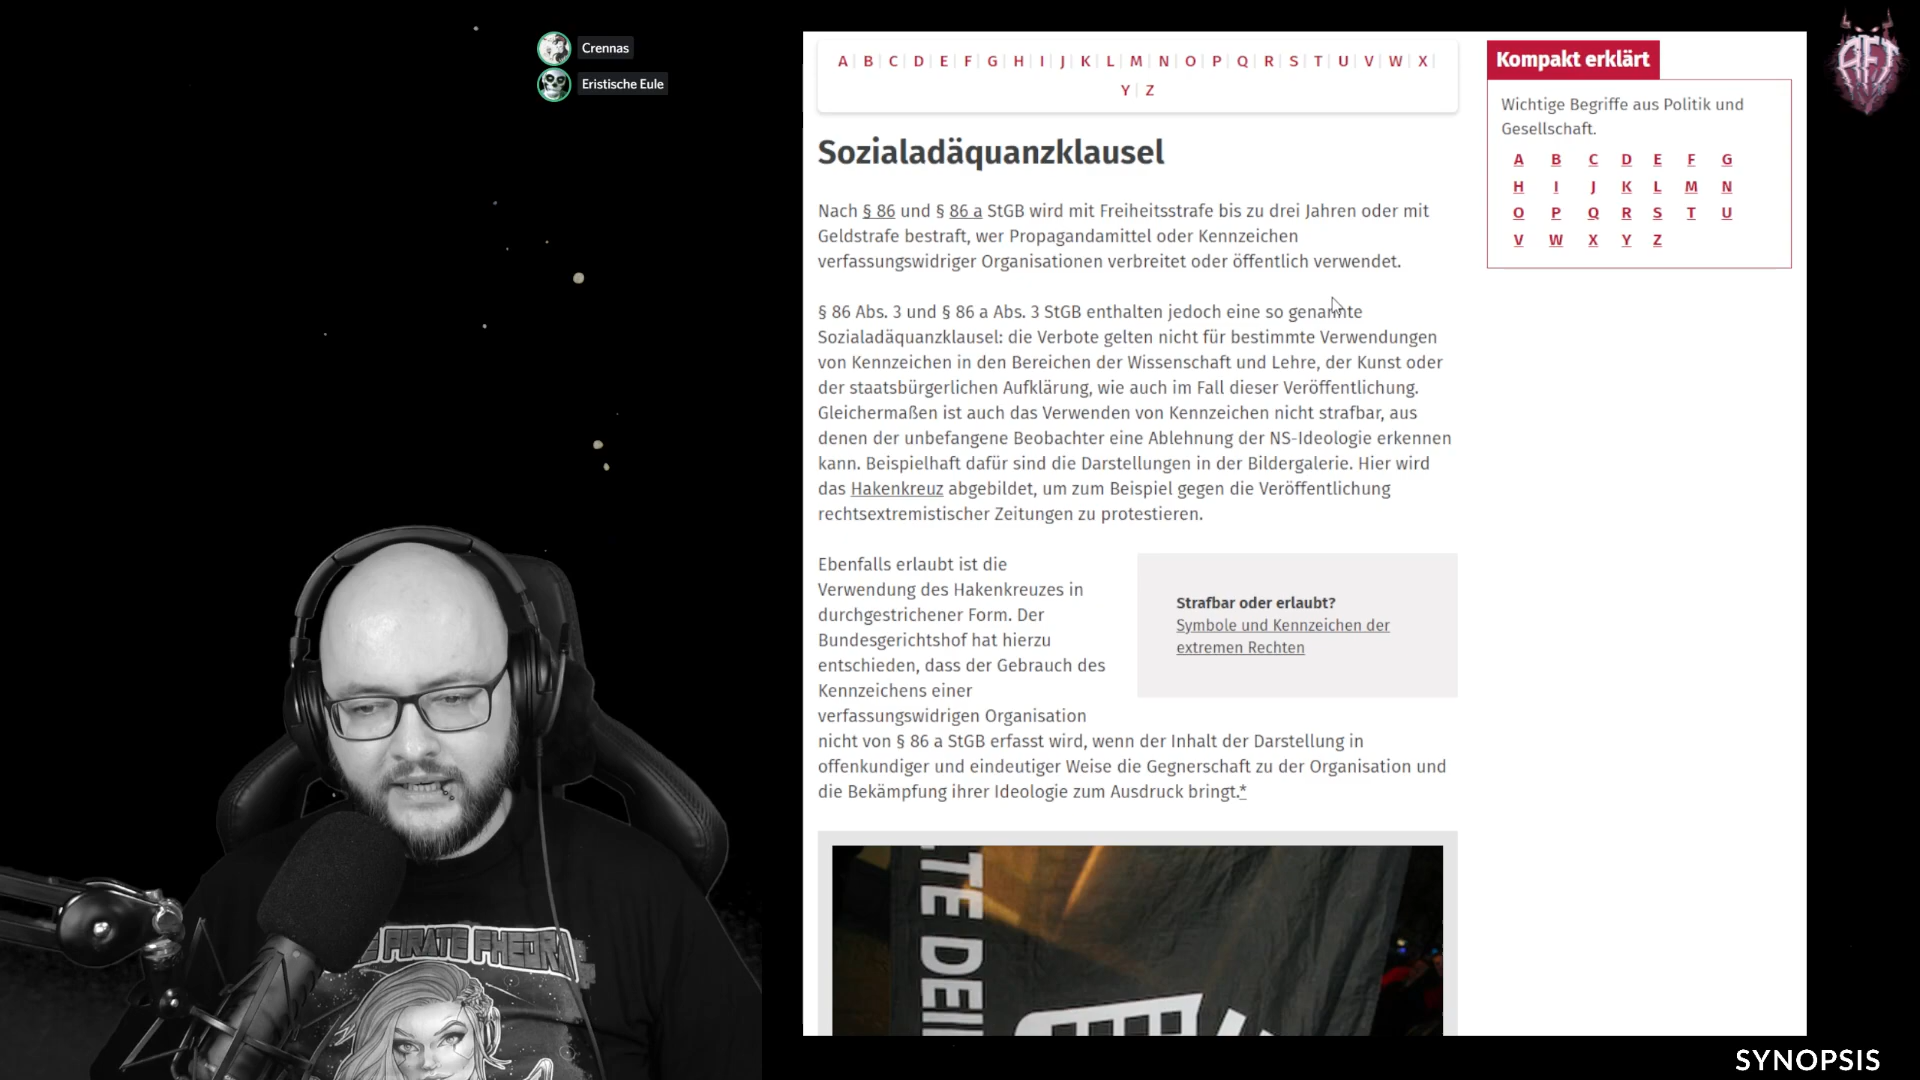 Crennas
Eristische Eule
A B C D E F G H I J K L M N O P Q R S T U V W X
Y Z
Sozialadäquanzklausel
Nach § 86 und § 86 a StGB wird mit Freiheitsstrafe bis zu drei Jahren oder mit
Geldstrafe bestraft, wer Propagandamittel oder Kennzeichen
verfassungswidriger Organisationen verbreitet oder öffentlich verwendet.
§ 86 Abs. 3 und § 86 a Abs. 3 StGB enthalten jedoch eine so genannte
Sozialadäquanzklausel: die Verbote gelten nicht für bestimmte Verwendungen
von Kennzeichen in den Bereichen der Wissenschaft und Lehre, der Kunst oder
der staatsbürgerlichen Aufklärung, wie auch im Fall dieser Veröffentlichung.
Gleichermaßen ist auch das Verwenden von Kennzeichen nicht strafbar, aus
denen der unbefangene Beobachter eine Ablehnung der NS-Ideologie erkennen
kann. Beispielhaft dafür sind die Darstellungen in der Bildergalerie. Hier wird
das Hakenkreuz abgebildet, um zum Beispiel gegen die Veröffentlichung
rechtsextremistischer Zeitungen zu protestieren.
Ebenfalls erlaubt ist die
Verwendung des Hakenkreuzes in
durchgestrichener Form. Der
Bundesgerichtshof hat hierzu
entschieden, dass der Gebrauch des
Kennzeichens einer
verfassungswidrigen Organisation
nicht von § 86 a StGB erfasst wird, wenn der Inhalt der Darstellung in
offenkundiger und eindeutiger Weise die Gegnerschaft zu der Organisation und
die Bekämpfung ihrer Ideologie zum Ausdruck bringt.*
Strafbar oder erlaubt?
Symbole und Kennzeichen der
extremen Rechten
TE DEI
Kompakt erklärt
Wichtige Begriffe aus Politik und
Gesellschaft.
A B C D E F G
H I J K L M N
O P Q R S T U
V W X Y Z
AFT
PIRATE
SYNOPSIS